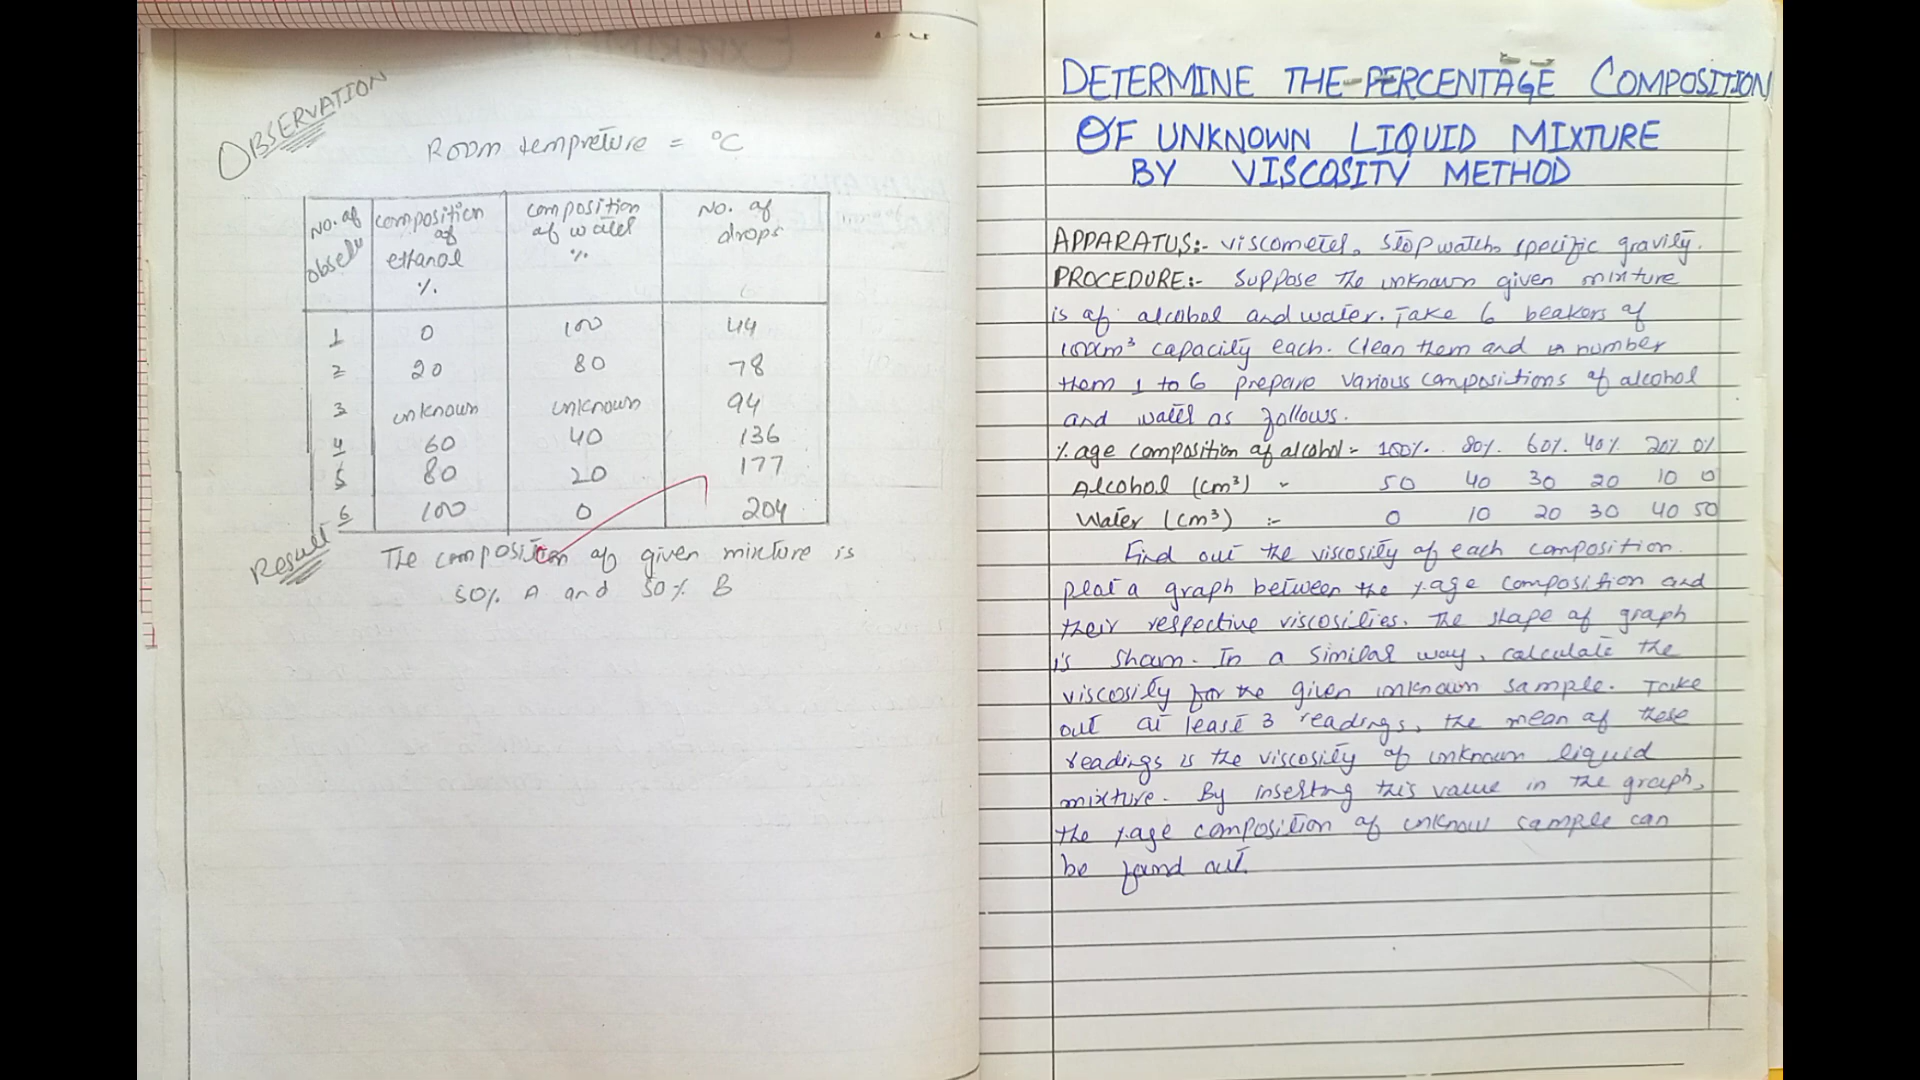 OBSERVATION
Room tempreture = °C
No. of obser composition of ethanol % composition of water % No. of drops
1 0 100 44
2 20 80 78
3 unknown unknown 94
4 60 40 136
5 80 20 177
6 100 0 204
Result The composition of given mixture is
50% A and 50% B
DETERMINE THE PERCENTAGE COMPOSITION
OF UNKNOWN LIQUID MIXTURE
BY VISCOSITY METHOD
APPARATUS:- viscometer, stop watch, specific gravity.
PROCEDURE:- Suppose the unknown given mixture
is of alcohol and water. Take 6 beakers of
100cm³ capacity each. Clean them and number
them 1 to 6 prepare various compositions of alcohol
and water as follows.
%age composition of alcohol - 100% 80% 60% 40% 20% 0%
Alcohol (cm³) - 50 40 30 20 10 0
Water (cm³) :- 0 10 20 30 40 50
Find out the viscosity of each composition.
plot a graph between the %age composition and
their respective viscosities. The shape of graph
is shown. In a similar way, calculate the
viscosity for the given unknown sample. Take
out at least 3 readings, the mean of these
readings is the viscosity of unknown liquid
mixture. By inserting this value in the graph,
the %age composition of unknow sample can
be found out.